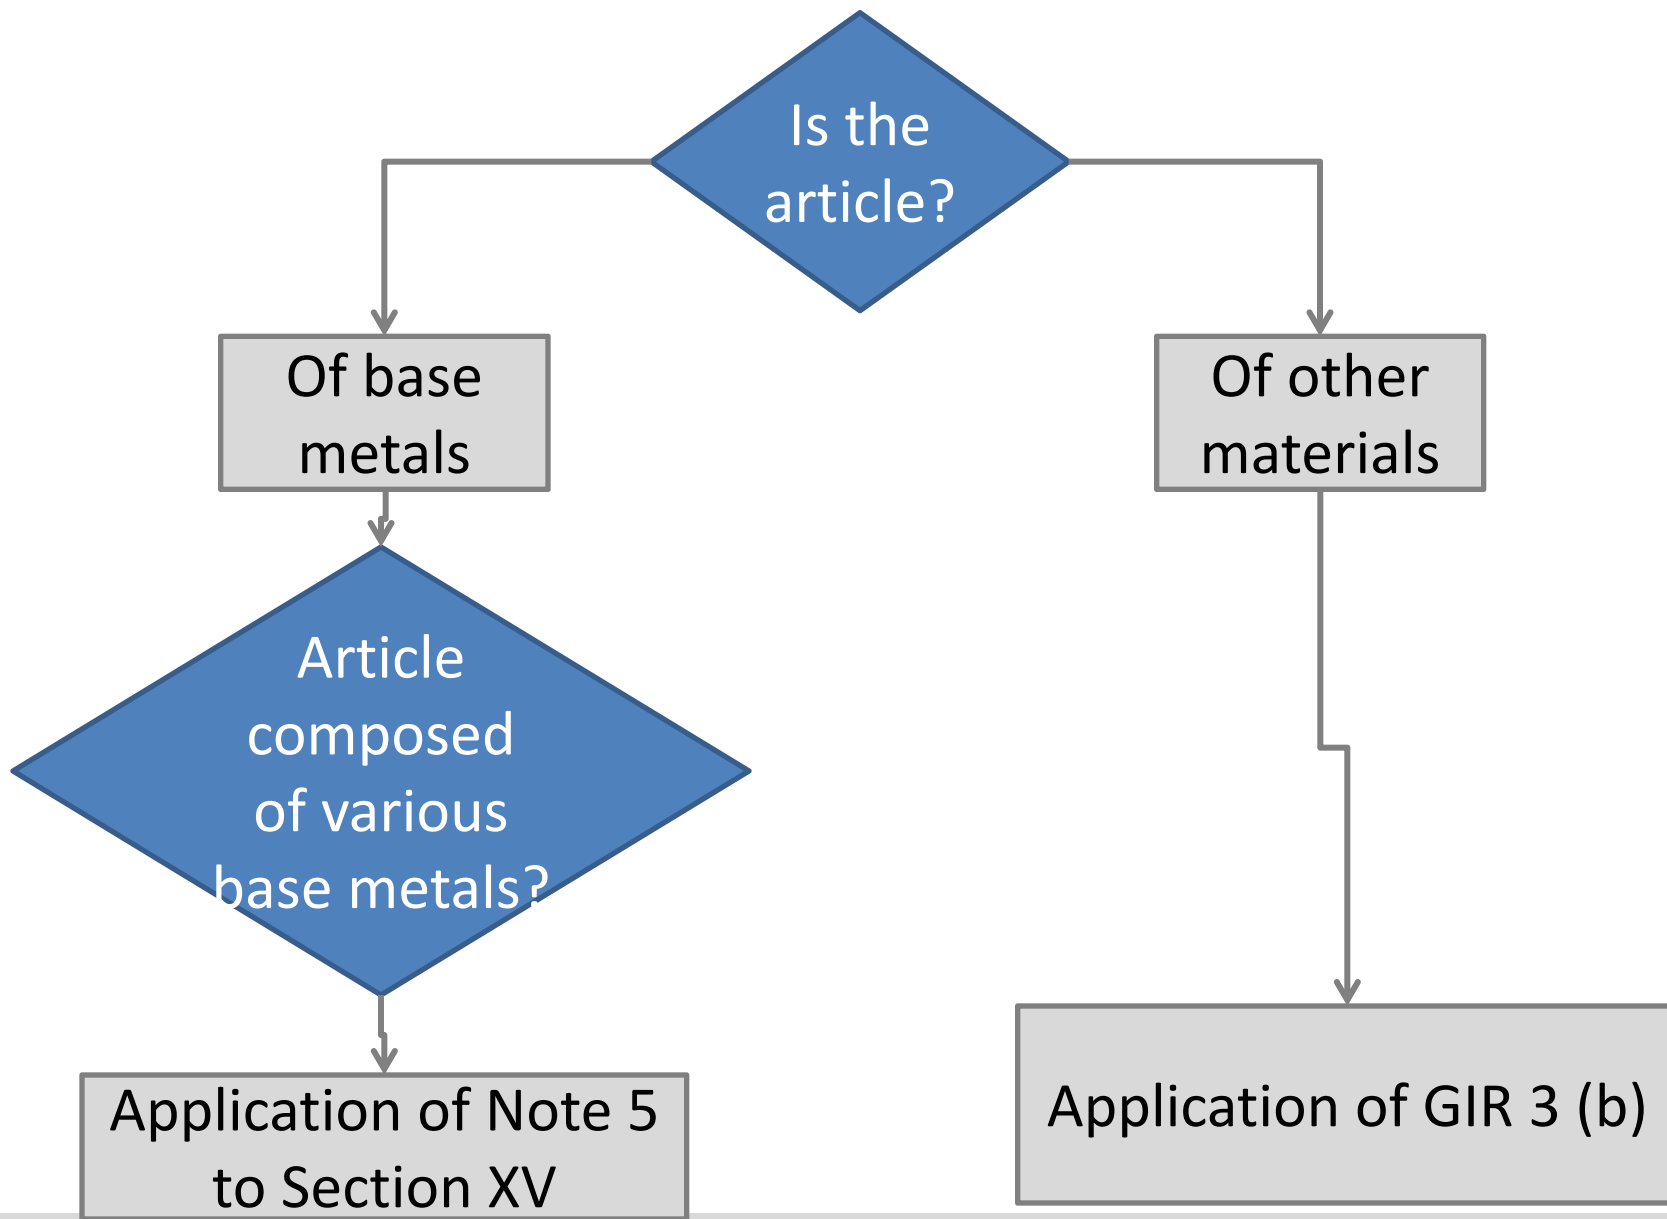 Is the
article?
Of base
metals
Of other
materials
Article
composed
of various
base metals?
Application of Note 5
to Section XV
Application of GIR 3 (b)